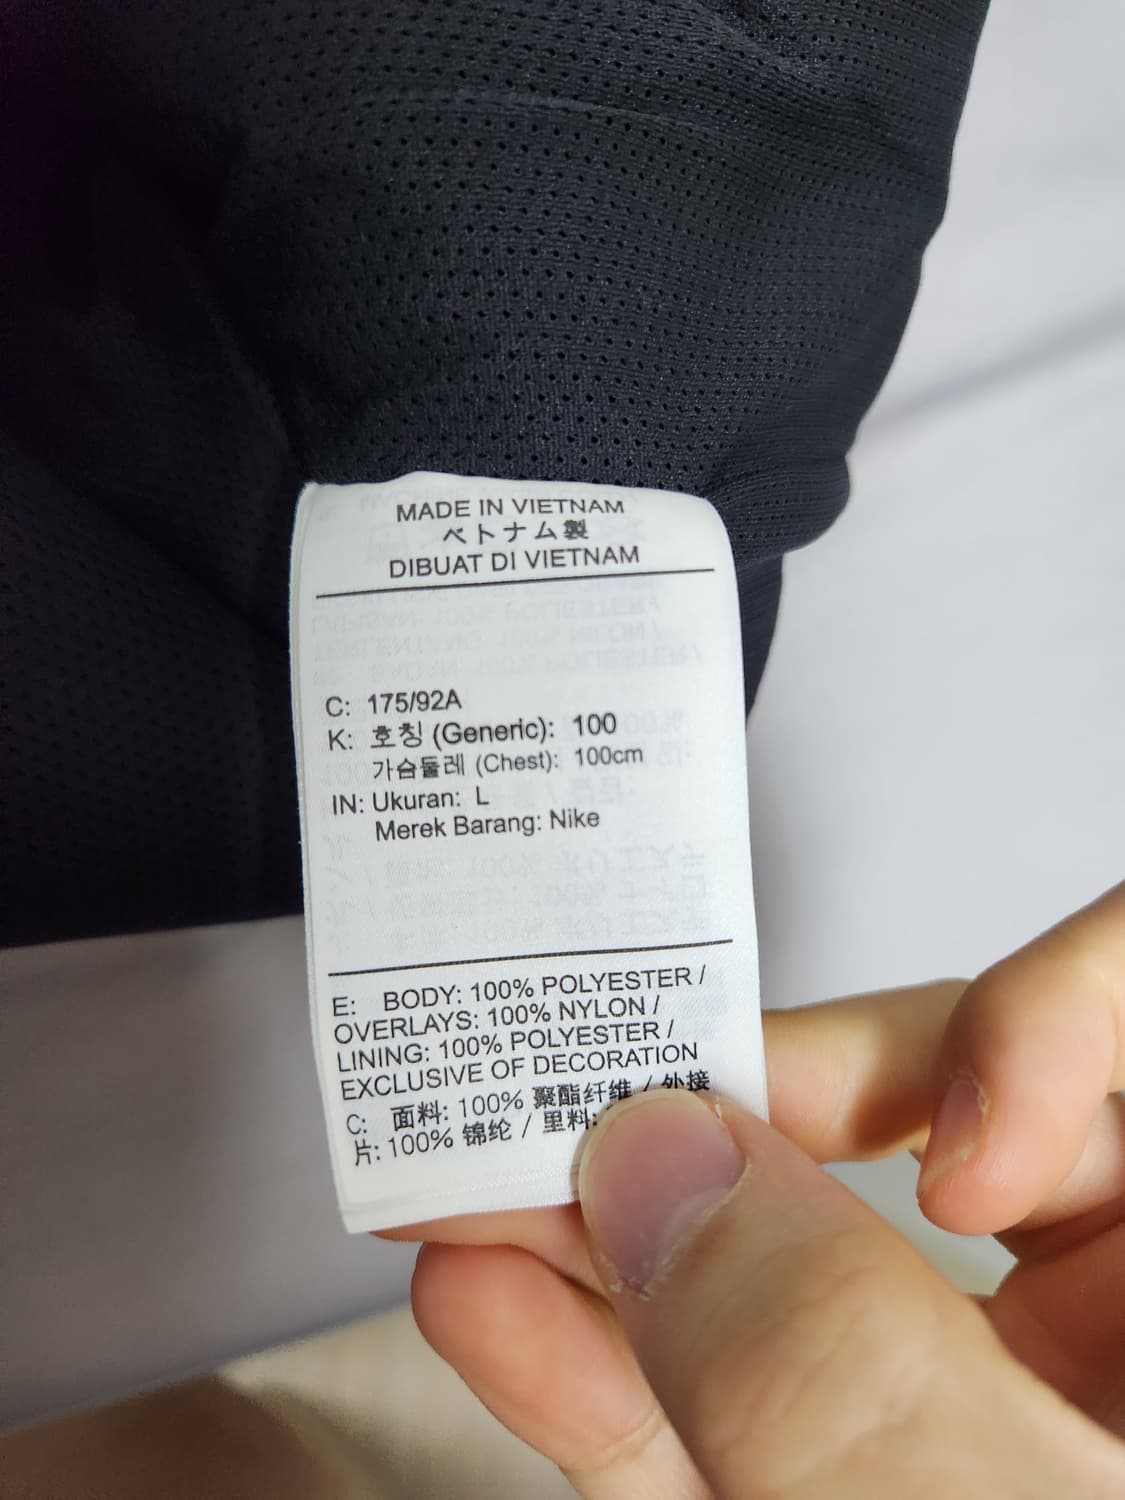 MADE IN VIETNAM
ベトナム製
DIBUAT DI VIETNAM
C: 175/92A
K: 호칭 (Generic): 100
가슴둘레 (Chest): 100cm
IN: Ukuran: L
Merek Barang: Nike
E: BODY: 100% POLYESTER /
OVERLAYS: 100% NYLON /
LINING: 100% POLYESTER /
EXCLUSIVE OF DECORATION
C: 面料: 100% 聚酯纤维 / 外接
片: 100% 锦纶 / 里料: